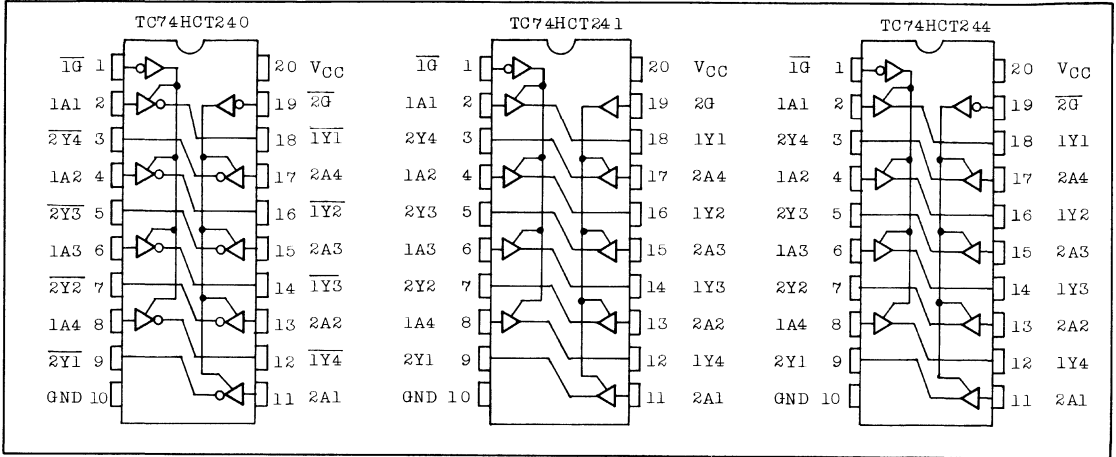 TC74HCT240
1G 1 20 VCC
1A1 2 19 2G
2Y4 3 18 1Y1
1A2 4 17 2A4
2Y3 5 16 1Y2
1A3 6 15 2A3
2Y2 7 14 1Y3
1A4 8 13 2A2
2Y1 9 12 1Y4
GND 10 11 2A1
TC74HCT241
1G 1 20 VCC
1A1 2 19 2G
2Y4 3 18 1Y1
1A2 4 17 2A4
2Y3 5 16 1Y2
1A3 6 15 2A3
2Y2 7 14 1Y3
1A4 8 13 2A2
2Y1 9 12 1Y4
GND 10 11 2A1
TC74HCT244
1G 1 20 VCC
1A1 2 19 2G
2Y4 3 18 1Y1
1A2 4 17 2A4
2Y3 5 16 1Y2
1A3 6 15 2A3
2Y2 7 14 1Y3
1A4 8 13 2A2
2Y1 9 12 1Y4
GND 10 11 2A1